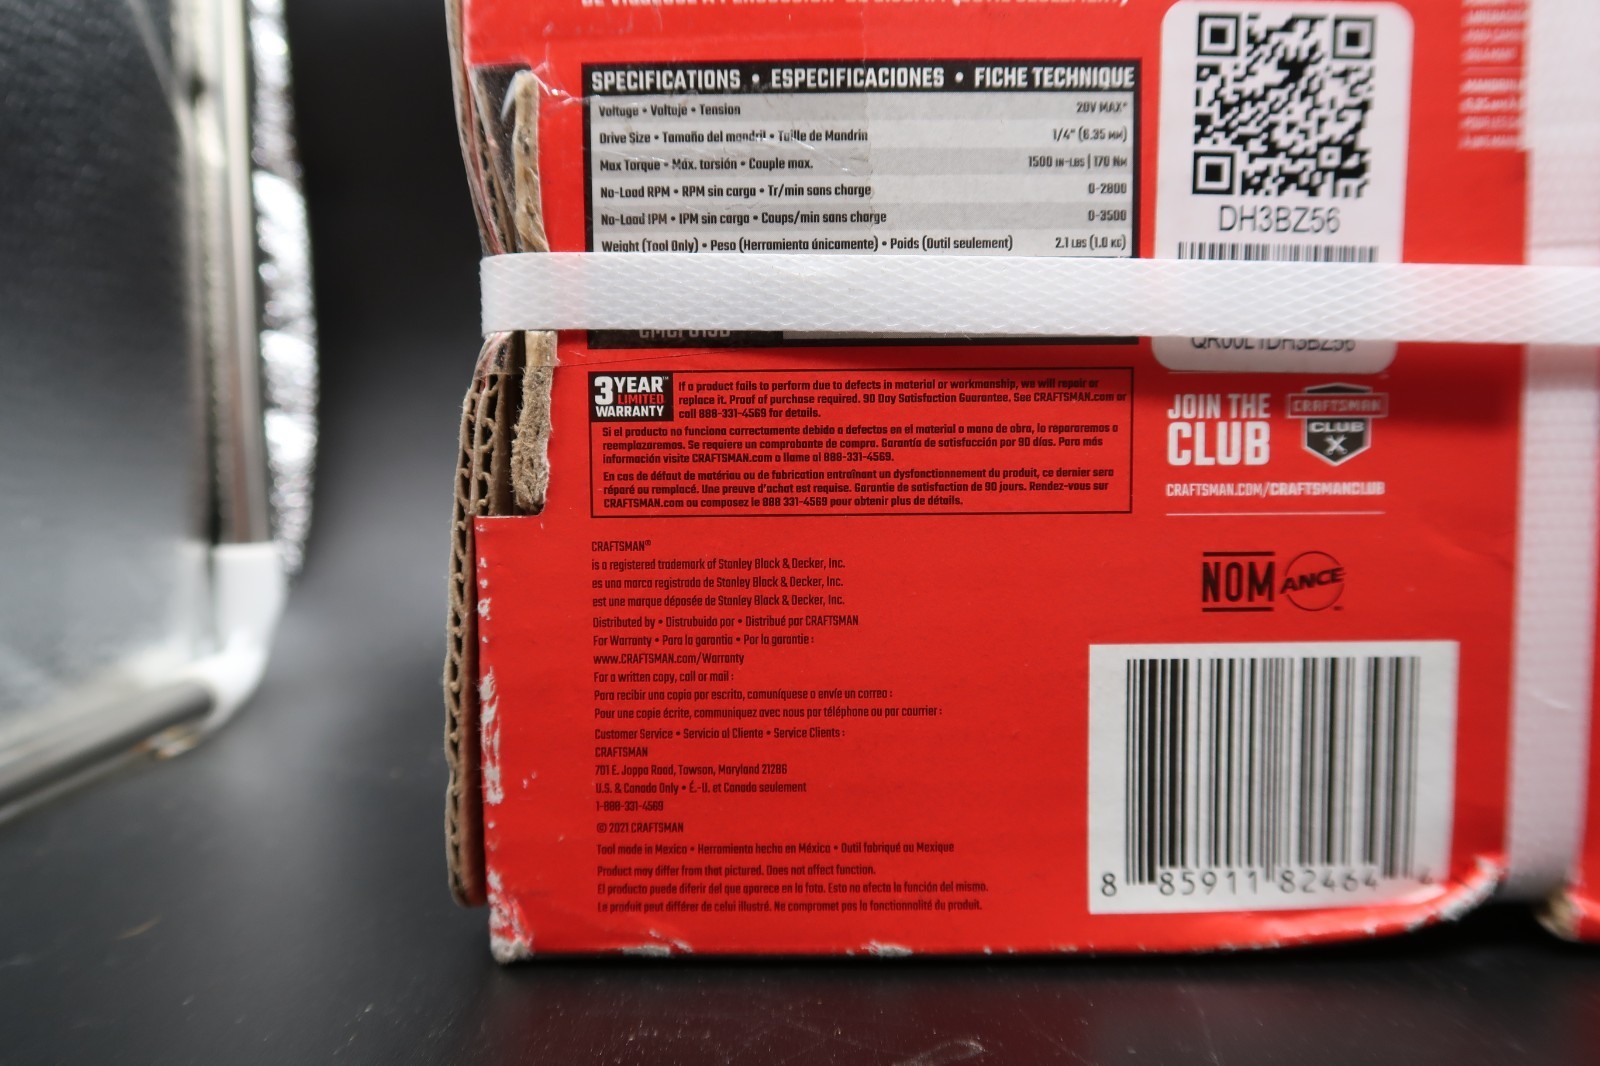 SPECIFICATIONS • ESPECIFICACIONES • FICHE TECHNIQUE
Voltage • Voltaje • Tension 20V MAX*
Drive Size • Tamaño del mandril • Taille de Mandrin 1/4" (6.35 MM)
Max Torque • Máx. torsión • Couple max. 1500 IN-LBS | 170 NM
No-Load RPM • RPM sin carga • Tr/min sans charge 0-2800
No-Load IPM • IPM sin carga • Coups/min sans charge 0-3500
Weight (Tool Only) • Peso (Herramienta únicamente) • Poids (Outil seulement) 2.1 LBS (1.0 KG)
DH3BZ56
3 YEAR™
LIMITED
WARRANTY
If a product fails to perform due to defects in material or workmanship, we will repair or
replace it. Proof of purchase required. 90 Day Satisfaction Guarantee. See CRAFTSMAN.com or
call 888-331-4569 for details.
Si el producto no funciona correctamente debido a defectos en el material o mano de obra, lo repararemos o
reemplazaremos. Se requiere un comprobante de compra. Garantía de satisfacción por 90 días. Para más
información visite CRAFTSMAN.com o llame al 888-331-4569.
En cas de défaut de matériau ou de fabrication entraînant un dysfonctionnement du produit, ce dernier sera
réparé ou remplacé. Une preuve d'achat est requise. Garantie de satisfaction de 90 jours. Rendez-vous sur
CRAFTSMAN.com ou composez le 888 331-4569 pour obtenir plus de détails.
JOIN THE
CLUB
CRAFTSMAN
CLUB
X
CRAFTSMAN.COM/CRAFTSMANCLUB
CRAFTSMAN®
is a registered trademark of Stanley Black & Decker, Inc.
es una marca registrada de Stanley Black & Decker, Inc.
est une marque déposée de Stanley Black & Decker, Inc.
Distributed by • Distrubuido por • Distribué par CRAFTSMAN
For Warranty • Para la garantia • Por la garantie :
www.CRAFTSMAN.com/Warranty
For a written copy, call or mail :
Para recibir una copia por escrito, comuníquese o envíe un correo :
Pour une copie écrite, communiquez avec nous par téléphone ou par courrier :
Customer Service • Servicio al Cliente • Service Clients :
CRAFTSMAN
701 E. Joppa Road, Towson, Maryland 21286
U.S. & Canada Only • É.-U. et Canada seulement
1-888-331-4569
© 2021 CRAFTSMAN
Tool made in Mexico • Herramienta hecha en México • Outil fabriqué au Mexique
Product may differ from that pictured. Does not affect function.
El producto puede diferir del que aparece en la foto. Esto no afecta la función del mismo.
Le produit peut différer de celui illustré. Ne compromet pas la fonctionnalité du produit.
NOM
ANCE
8 85911 82464 4